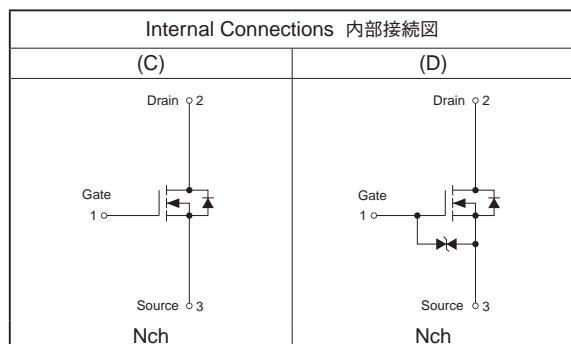 Internal Connections 内部接続図
(C)
(D)
Drain 2
Gate
1
Source 3
Nch
Drain 2
Gate
1
Source 3
Nch